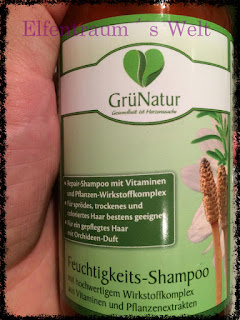 Elfentraum ´s Welt
GrüNatur
Gesundheit ist Herzenssache
• Repair-Shampoo mit Vitaminen
und Pflanzen-Wirkstoffkomplex
• Für sprödes, trockenes und
coloriertes Haar bestens geeignet
• Für ein gepflegtes Haar
mit Orchideen-Duft
Feuchtigkeits-Shampoo
mit hochwertigem Wirkstoffkomplex
aus Vitaminen und Pflanzenextrakten